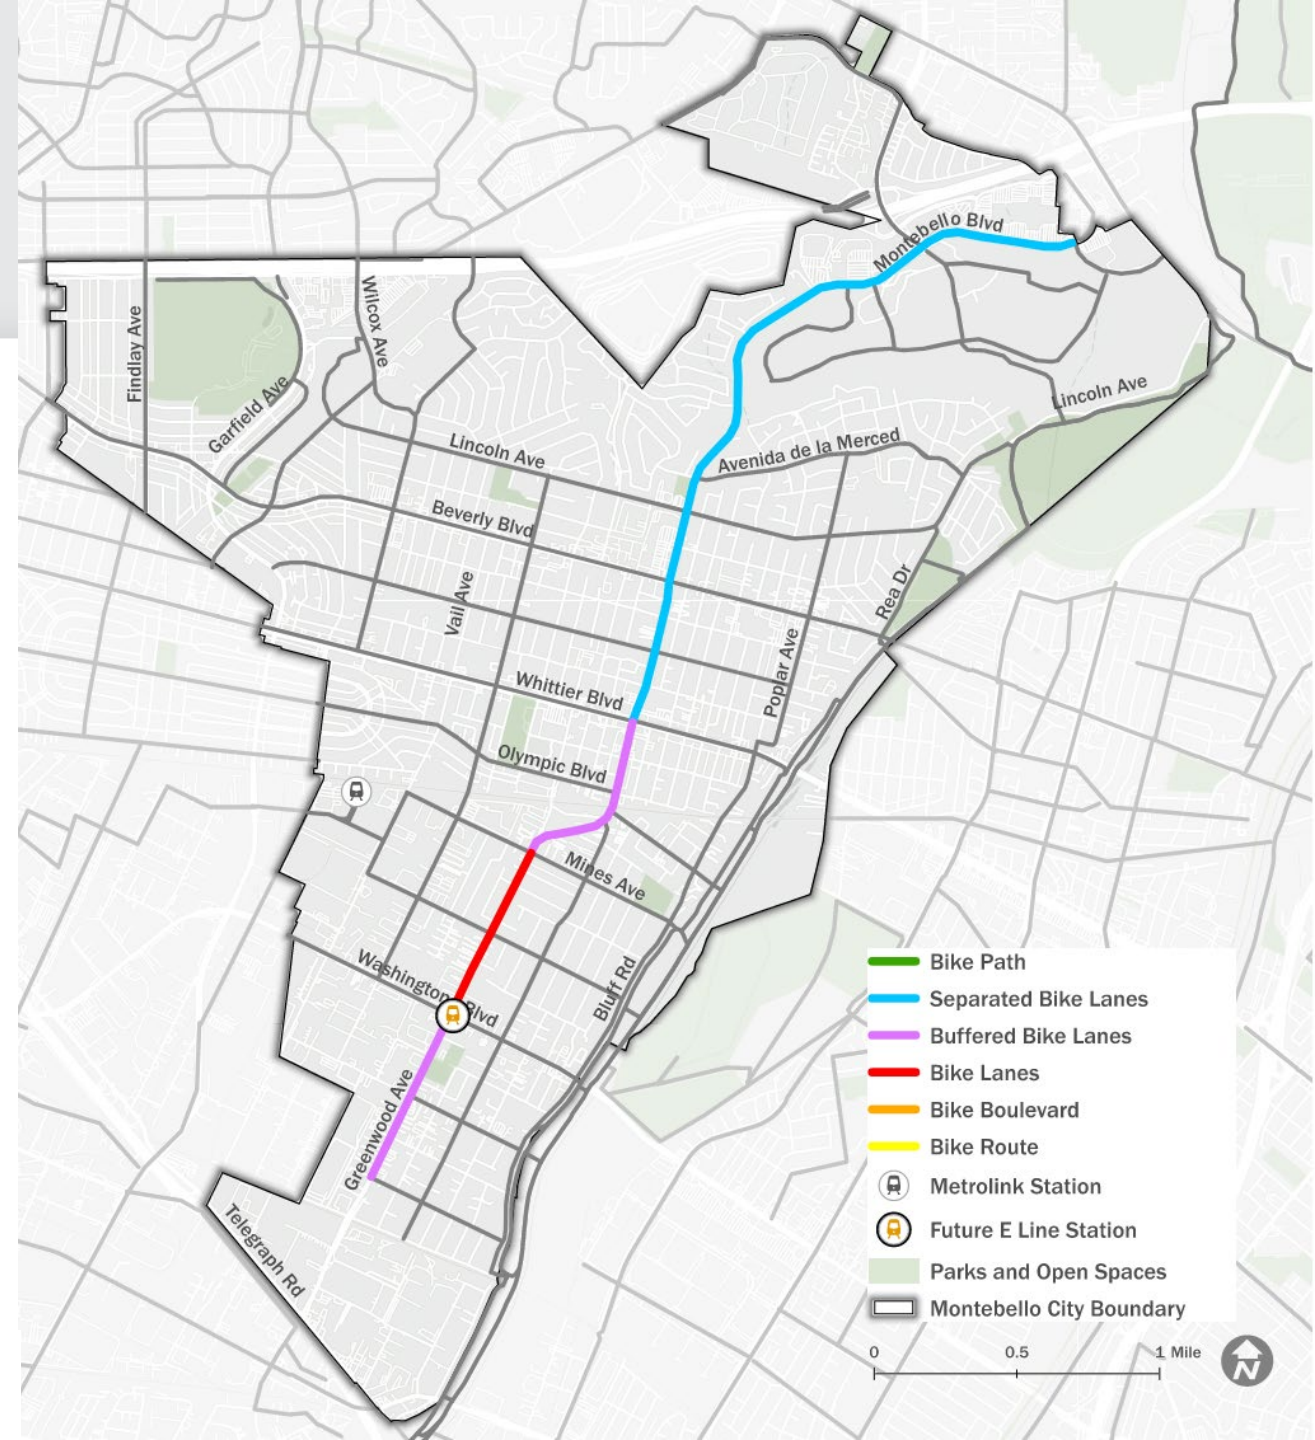 Montebello Blvd
Wilcox Ave
Findlay Ave
Garfield Ave
Lincoln Ave
Lincoln Ave
Avenida de la Merced
Beverly Blvd
Vail Ave
Rea Dr
Poplar Ave
Whittier Blvd
Olympic Blvd
Mines Ave
Washington Blvd
Bluff Rd
Greenwood Ave
Telegraph Rd
Bike Path
Separated Bike Lanes
Buffered Bike Lanes
Bike Lanes
Bike Boulevard
Bike Route
Metrolink Station
Future E Line Station
Parks and Open Spaces
Montebello City Boundary
0 0.5 1 Mile
N